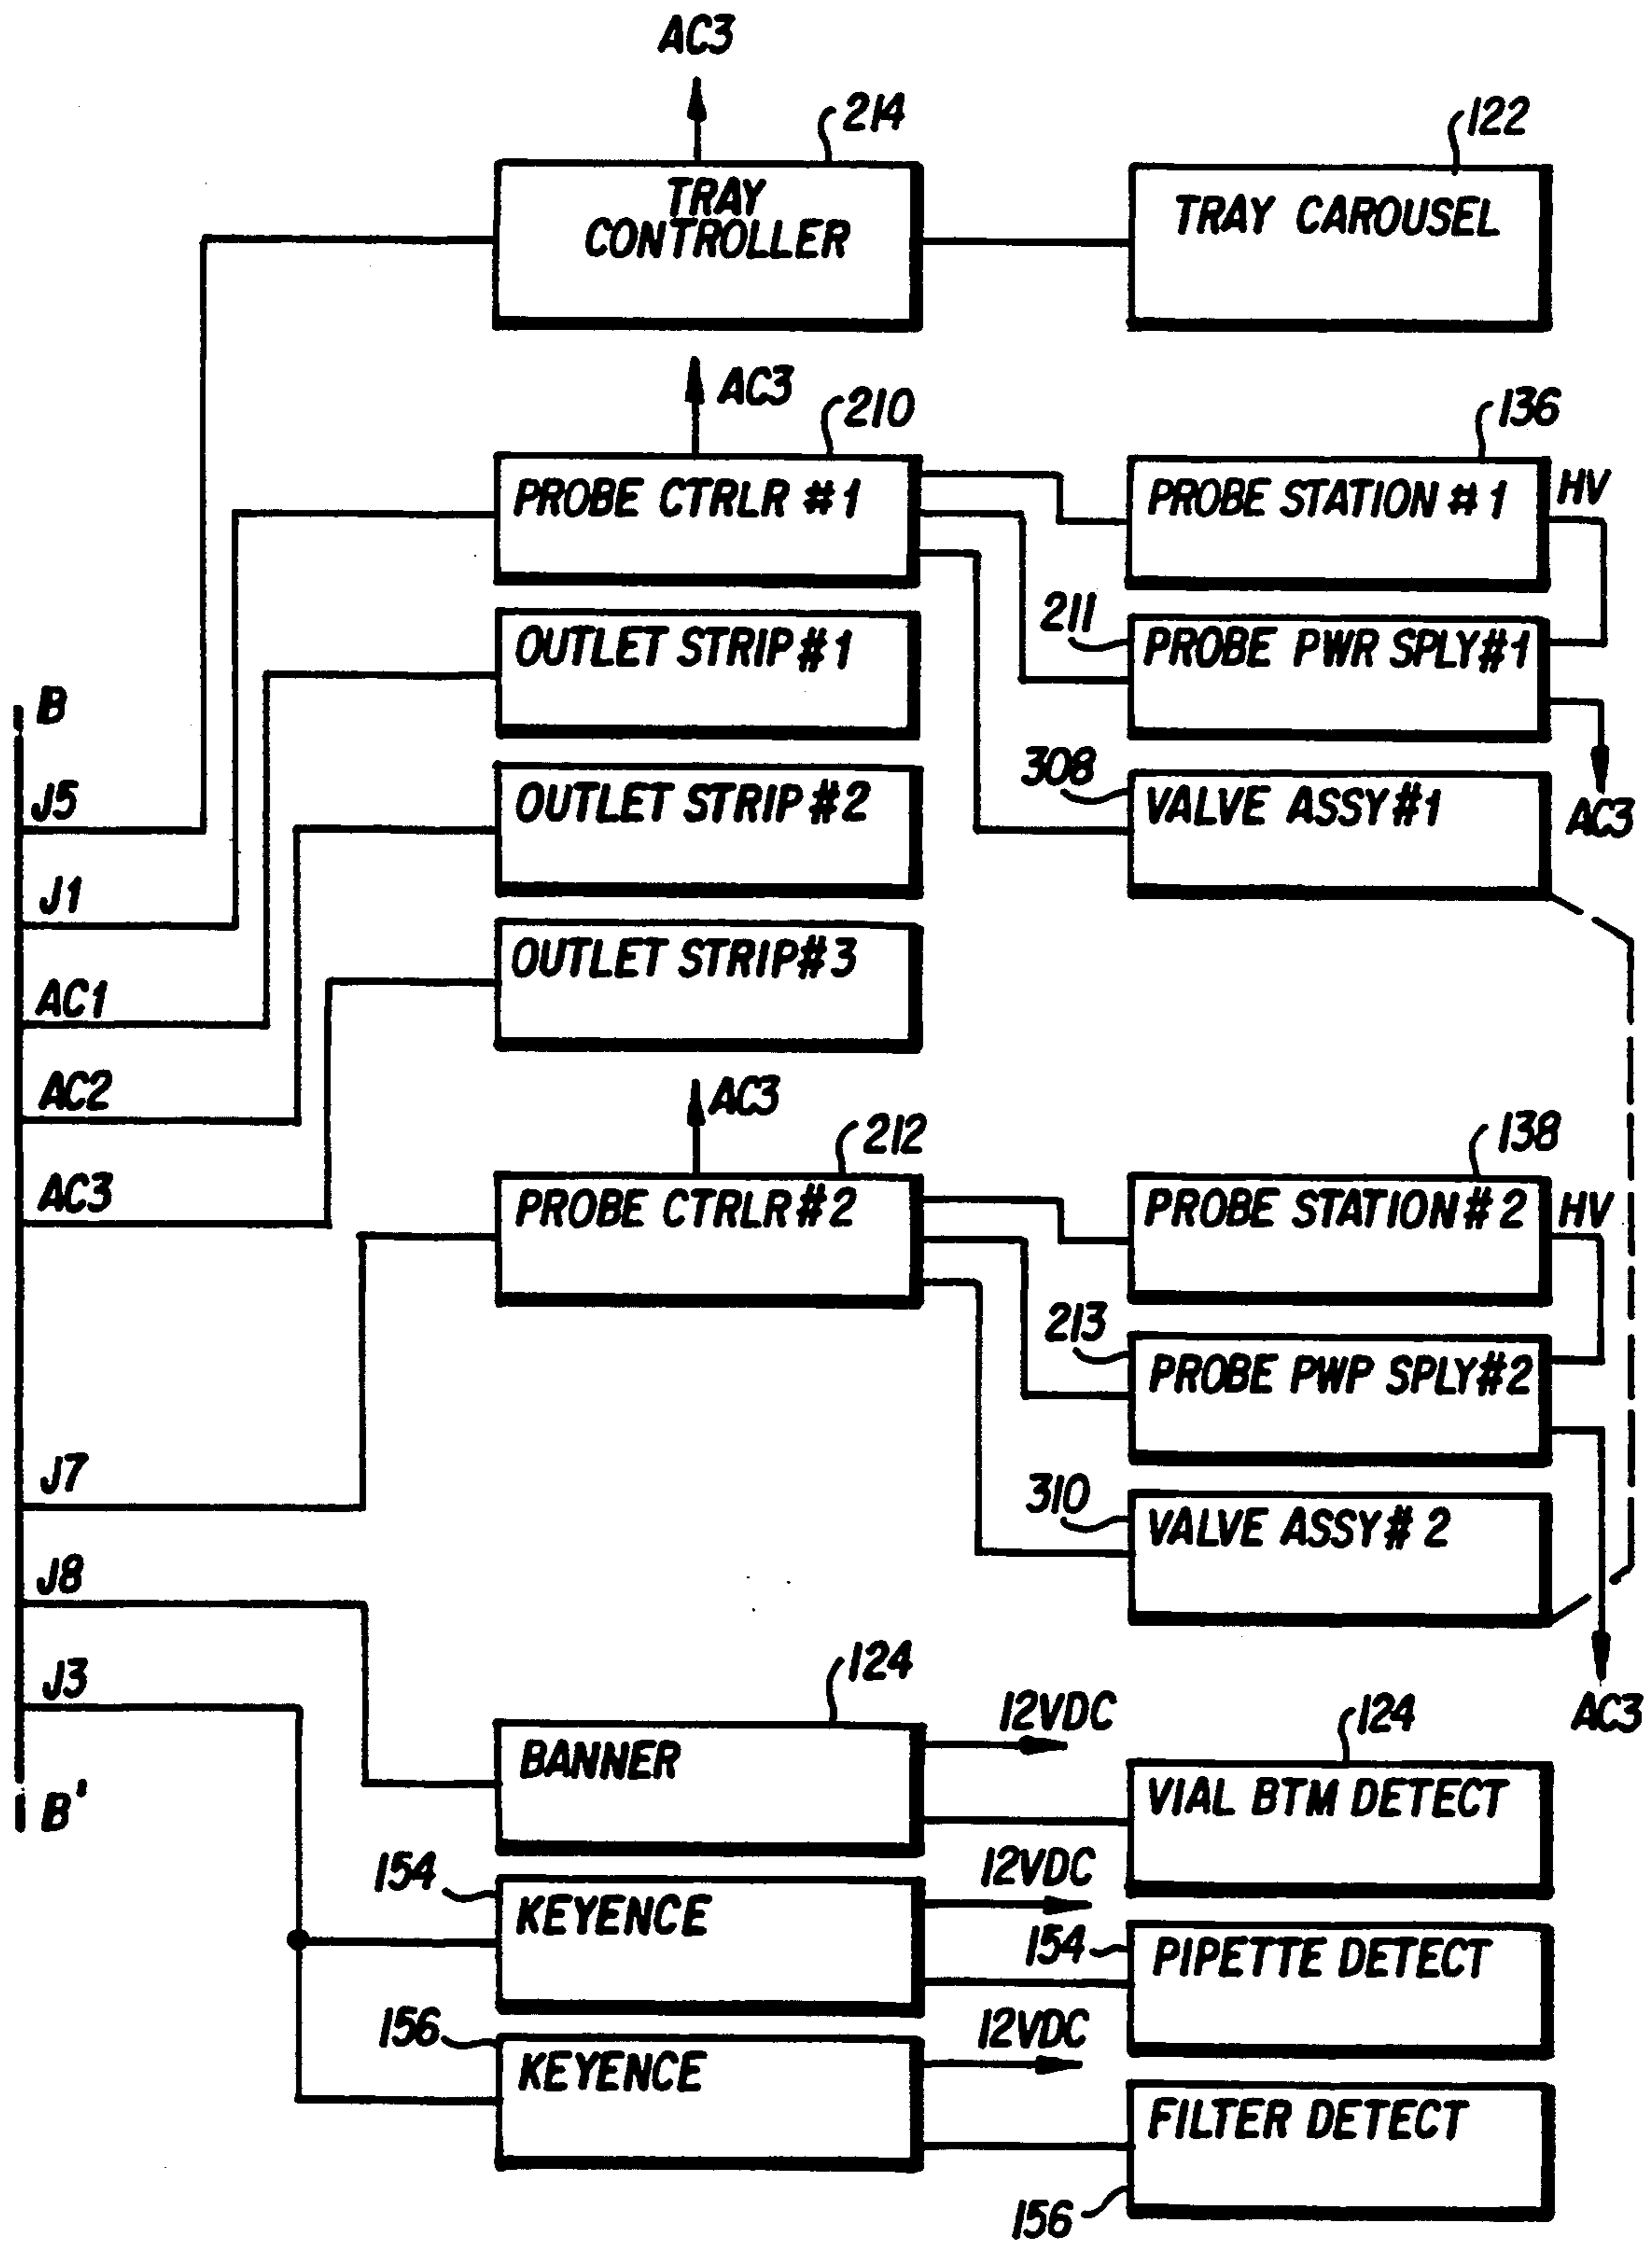 AC3
214
122
TRAY
CONTROLLER
TRAY CAROUSEL
AC3
210
136
PROBE CTRLR #1
PROBE STATION #1
HV
211
OUTLET STRIP #1
PROBE PWR SPLY #1
B
308
J5
OUTLET STRIP #2
VALVE ASSY #1
AC3
J1
OUTLET STRIP #3
AC1
AC2
AC3
212
138
AC3
PROBE CTRLR #2
PROBE STATION #2
HV
213
PROBE PWP SPLY #2
J7
310
VALVE ASSY # 2
J8
J3
124
12VDC
124
AC3
BANNER
VIAL BTM DETECT
B'
154
12VDC
KEYENCE
154
PIPETTE DETECT
156
12VDC
KEYENCE
FILTER DETECT
156